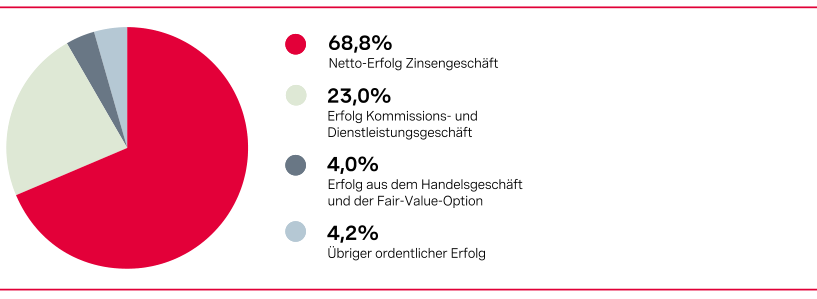 68,8%
Netto-Erfolg Zinsengeschäft
23,0%
Erfolg Kommissions- und
Dienstleistungsgeschäft
4,0%
Erfolg aus dem Handelsgeschäft
und der Fair-Value-Option
4,2%
Übriger ordentlicher Erfolg